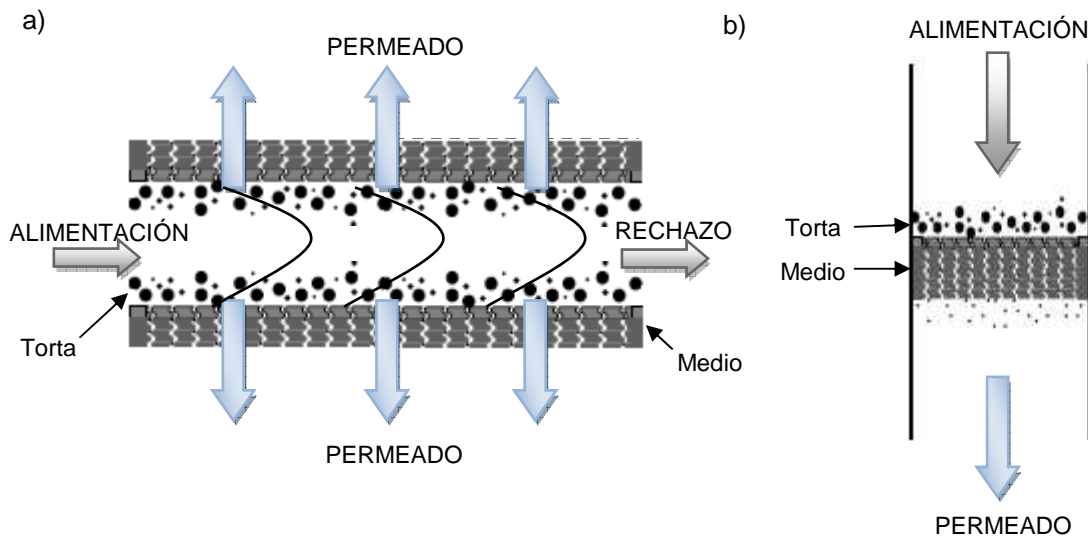 a)
PERMEADO
ALIMENTACIÓN
RECHAZO
Torta
Medio
PERMEADO
b)
ALIMENTACIÓN
Torta
Medio
PERMEADO